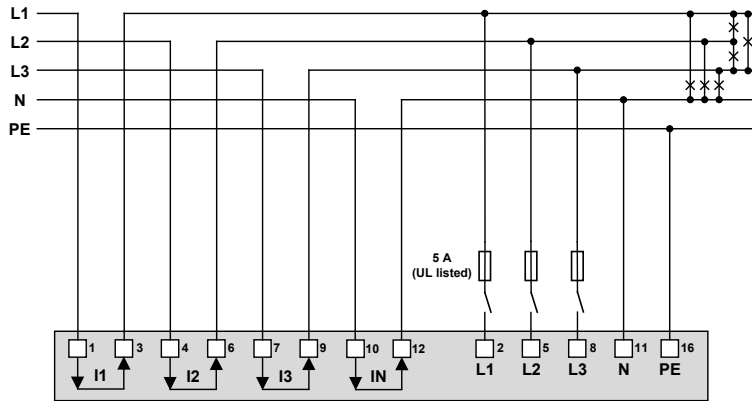 L1
L2
L3
N
PE
5 A
(UL listed)
1 3 4 6 7 9 10 12 2 5 8 11 16
I1 I2 I3 IN L1 L2 L3 N PE